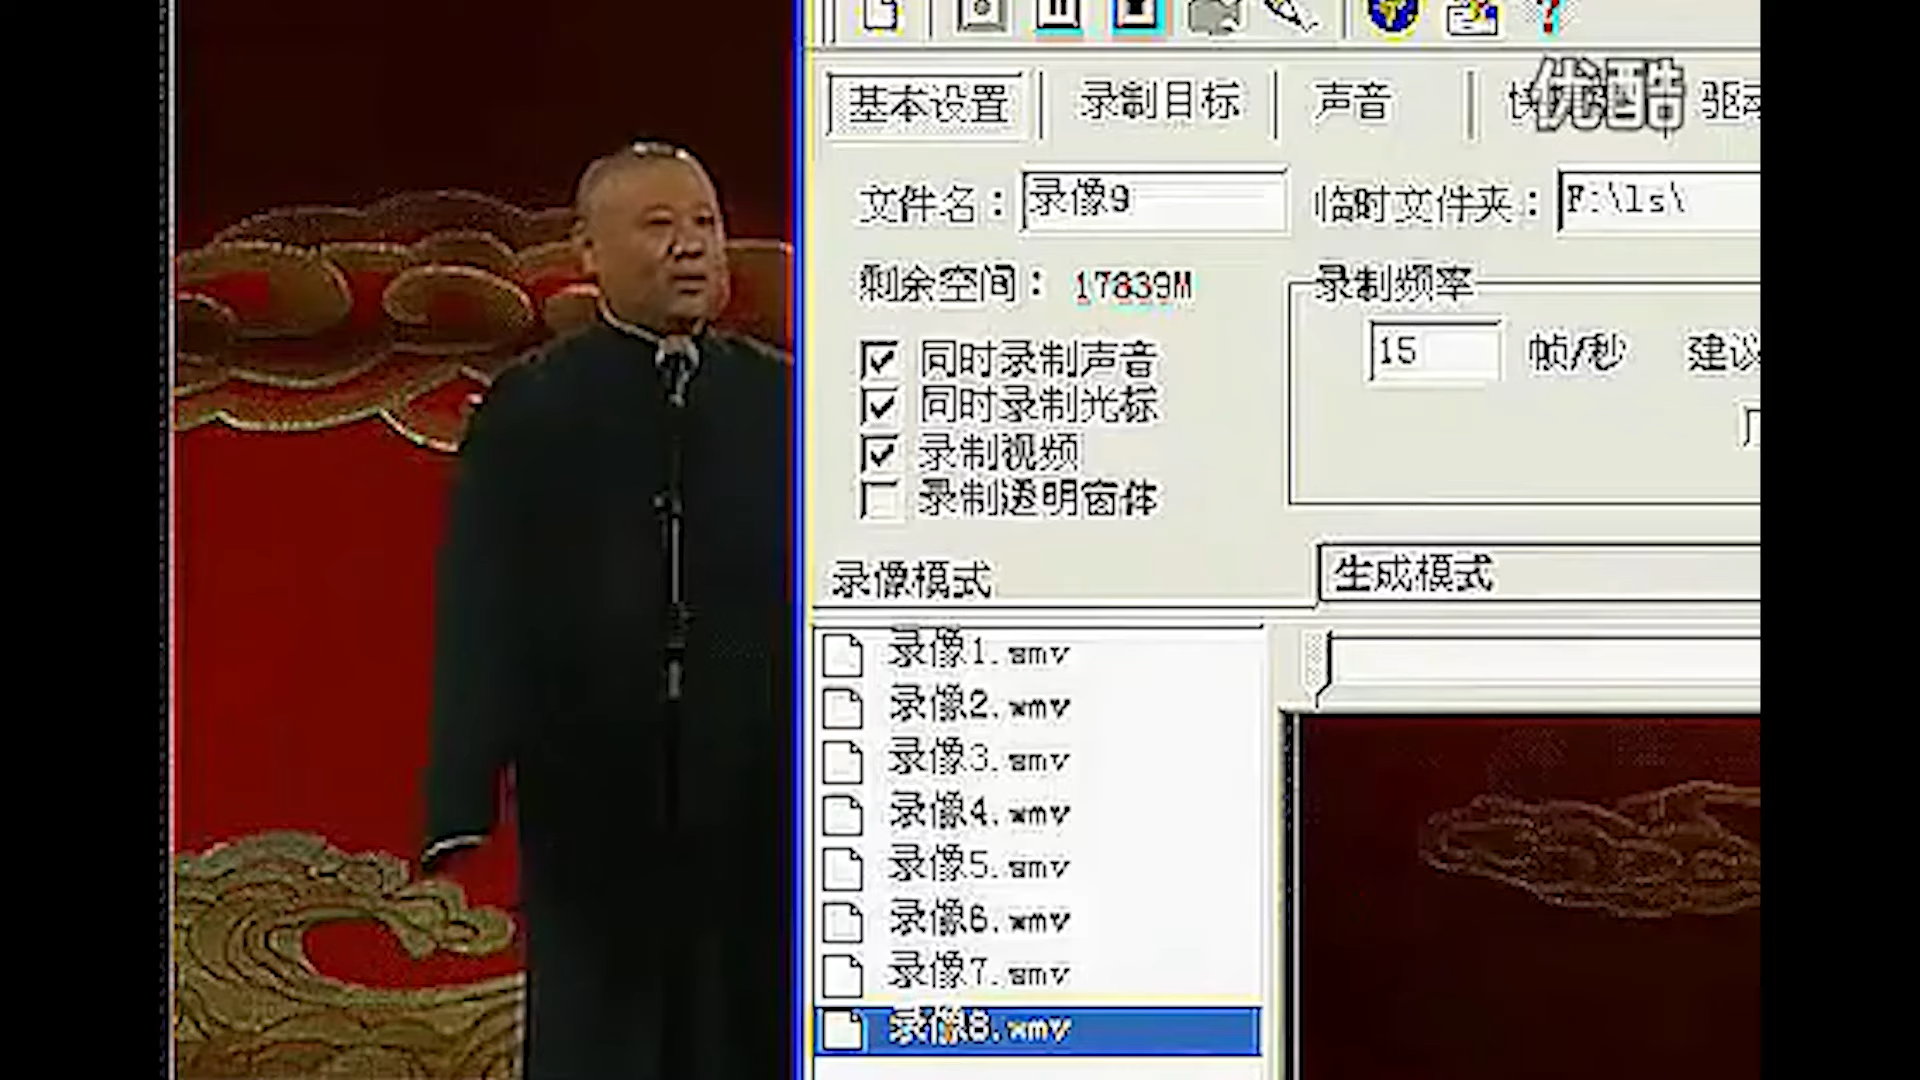 基本设置 录制目标 声音 优酷 驱动
文件名： 录像9 临时文件夹： F:\ls\
剩余空间： 17839M 录制频率
15 帧/秒 建议
同时录制声音
同时录制光标
录制视频
录制透明窗体
录像模式 生成模式
录像1.wmv
录像2.wmv
录像3.wmv
录像4.wmv
录像5.wmv
录像6.wmv
录像7.wmv
录像8.wmv